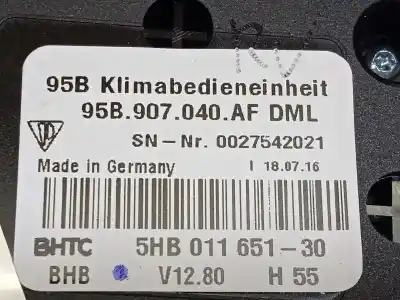 95B Klimabedieneinheit
95B.907.040.AF DML
SN-Nr. 0027542021
Made in Germany I 18.07.16
BHTC 5HB 011 651-30
BHB V12.80 H 55